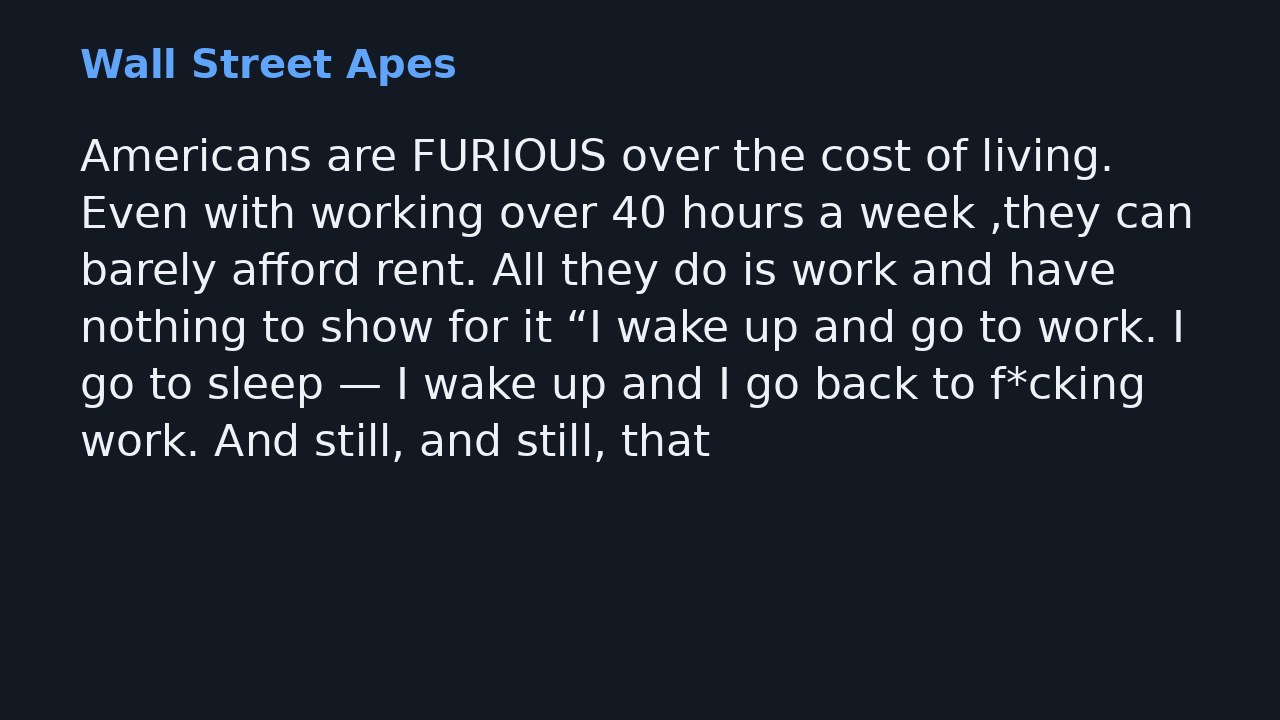 Wall Street Apes
Americans are FURIOUS over the cost of living.
Even with working over 40 hours a week ,they can
barely afford rent. All they do is work and have
nothing to show for it “I wake up and go to work. I
go to sleep — I wake up and I go back to f*cking
work. And still, and still, that